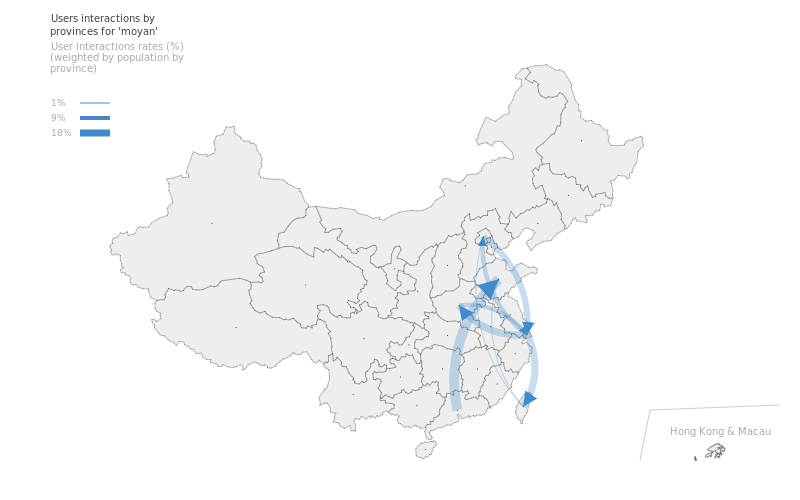 Users interactions by
provinces for 'moyan'
User interactions rates (%)
(weighted by population by
province)
1%
9%
18%
Hong Kong & Macau